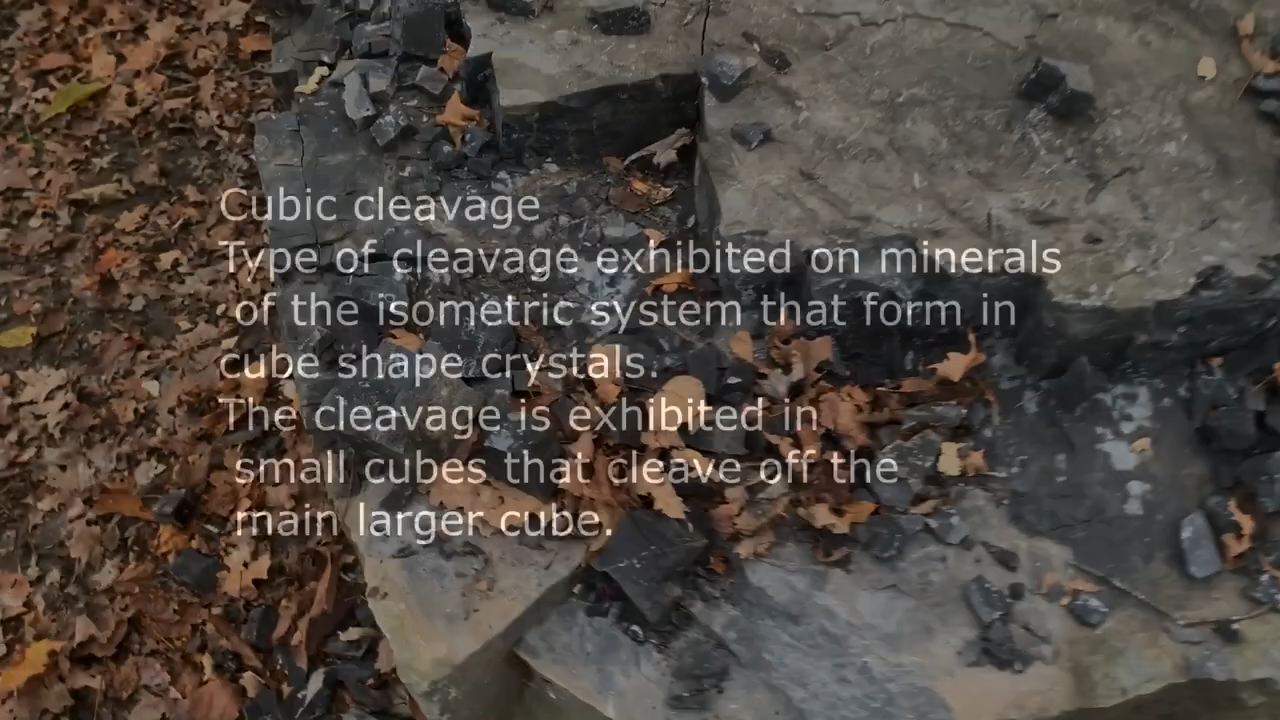 Cubic cleavage
Type of cleavage exhibited on minerals
of the isometric system that form in
cube shape crystals.
The cleavage is exhibited in
small cubes that cleave off the
main larger cube.